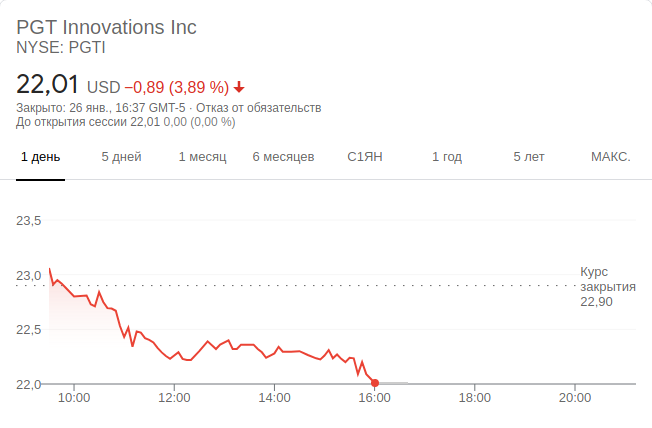 PGT Innovations Inc
NYSE: PGTI
22,01 USD −0,89 (3,89 %)
Закрыто: 26 янв., 16:37 GMT-5 · Отказ от обязательств
До открытия сессии 22,01 0,00 (0,00 %)
1 день 5 дней 1 месяц 6 месяцев С1ЯН 1 год 5 лет МАКС.
23,5
23,0
22,5
22,0
Курс
закрытия
22,90
10:00 12:00 14:00 16:00 18:00 20:00